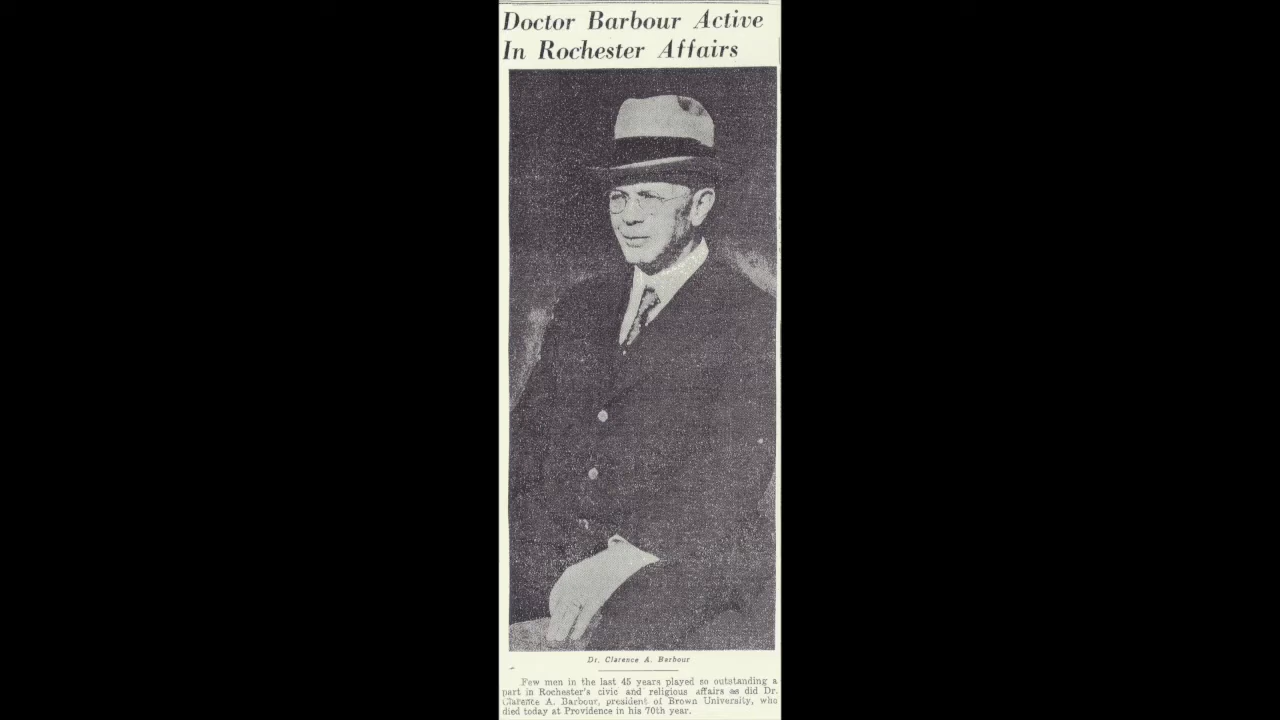 Doctor Barbour Active
In Rochester Affairs
Dr. Clarence A. Barbour
Few men in the last 45 years played so outstanding a
part in Rochester's civic and religious affairs as did Dr.
Clarence A. Barbour, president of Brown University, who
died today at Providence in his 70th year.